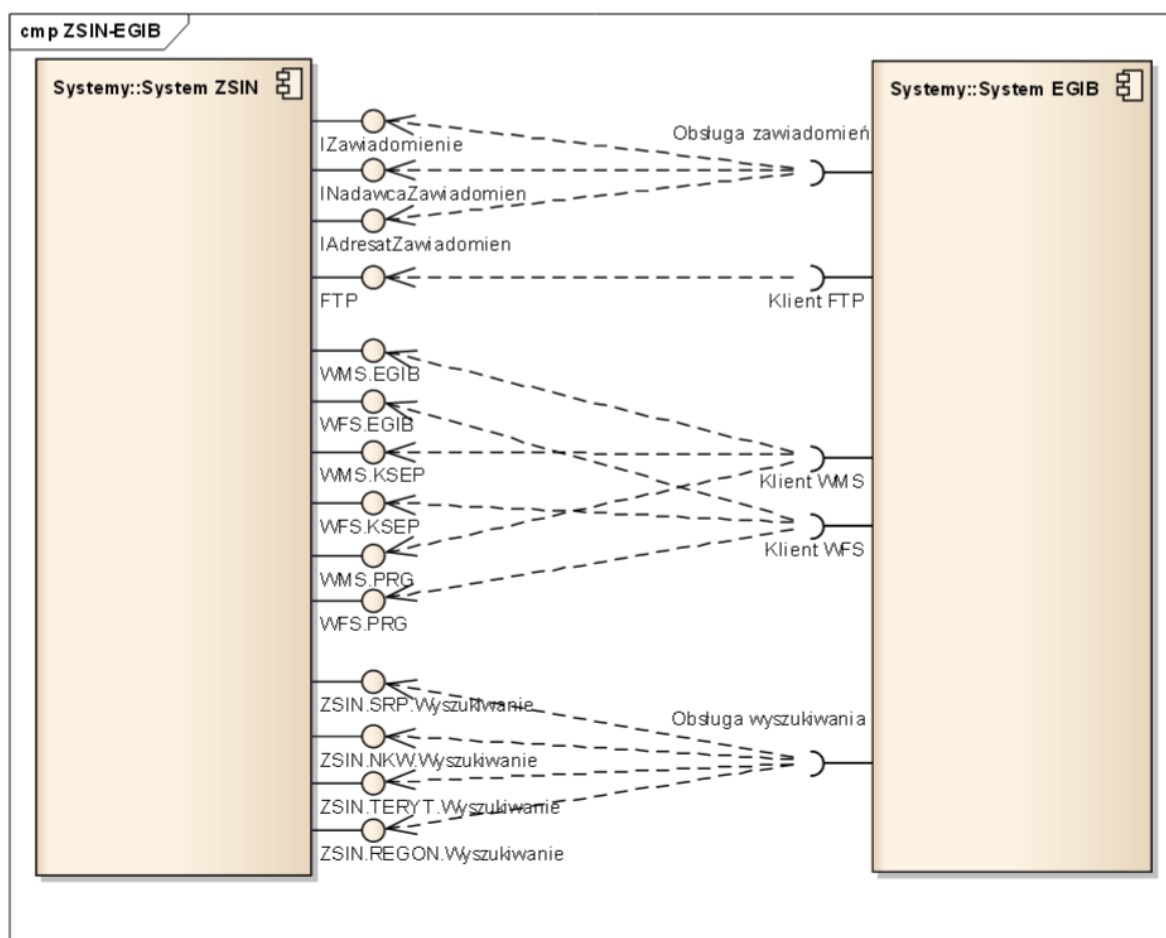 cmp ZSIN-EGIB
Systemy::System ZSIN
Systemy::System EGIB
Obsługa zawiadomień
IZawiadomienie
INadawcaZawiadomien
IAdresatZawiadomien
FTP
Klient FTP
WMS.EGIB
WFS.EGIB
WMS.KSEP
Klient WMS
WFS.KSEP
Klient WFS
WMS.PRG
WFS.PRG
ZSIN.SRP.Wyszukiwanie
Obsługa wyszukiwania
ZSIN.NKW.Wyszukiwanie
ZSIN.TERYT.Wyszukiwanie
ZSIN.REGON.Wyszukiwanie